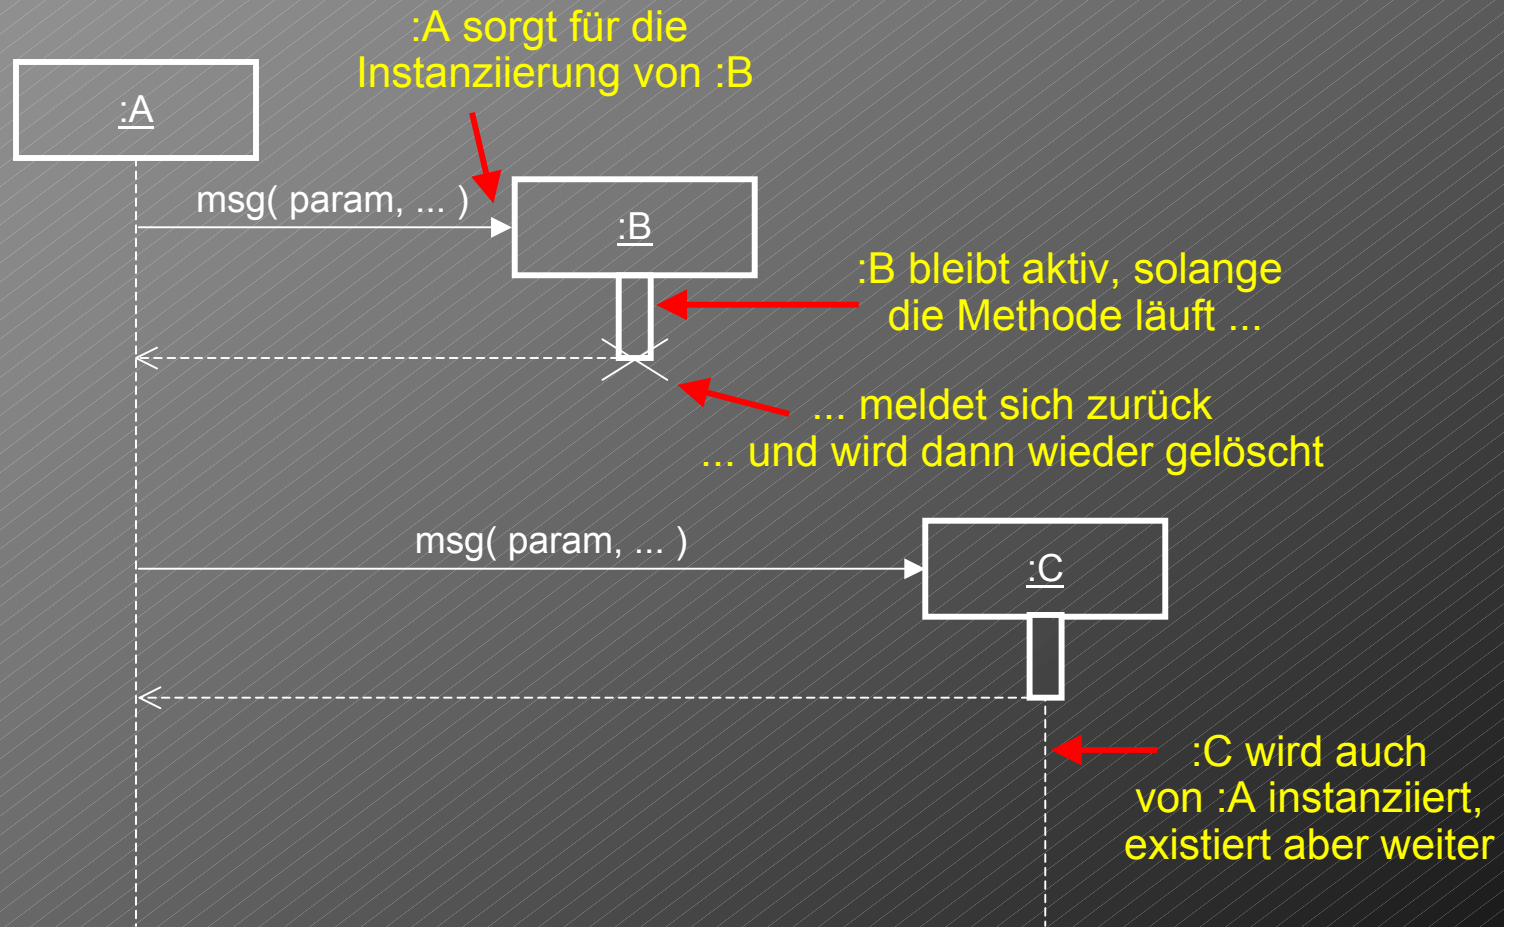 :A sorgt für die
Instanziierung von :B
:A
msg( param, ... )
:B
:B bleibt aktiv, solange
die Methode läuft ...
... meldet sich zurück
... und wird dann wieder gelöscht
msg( param, ... )
:C
:C wird auch
von :A instanziiert,
existiert aber weiter